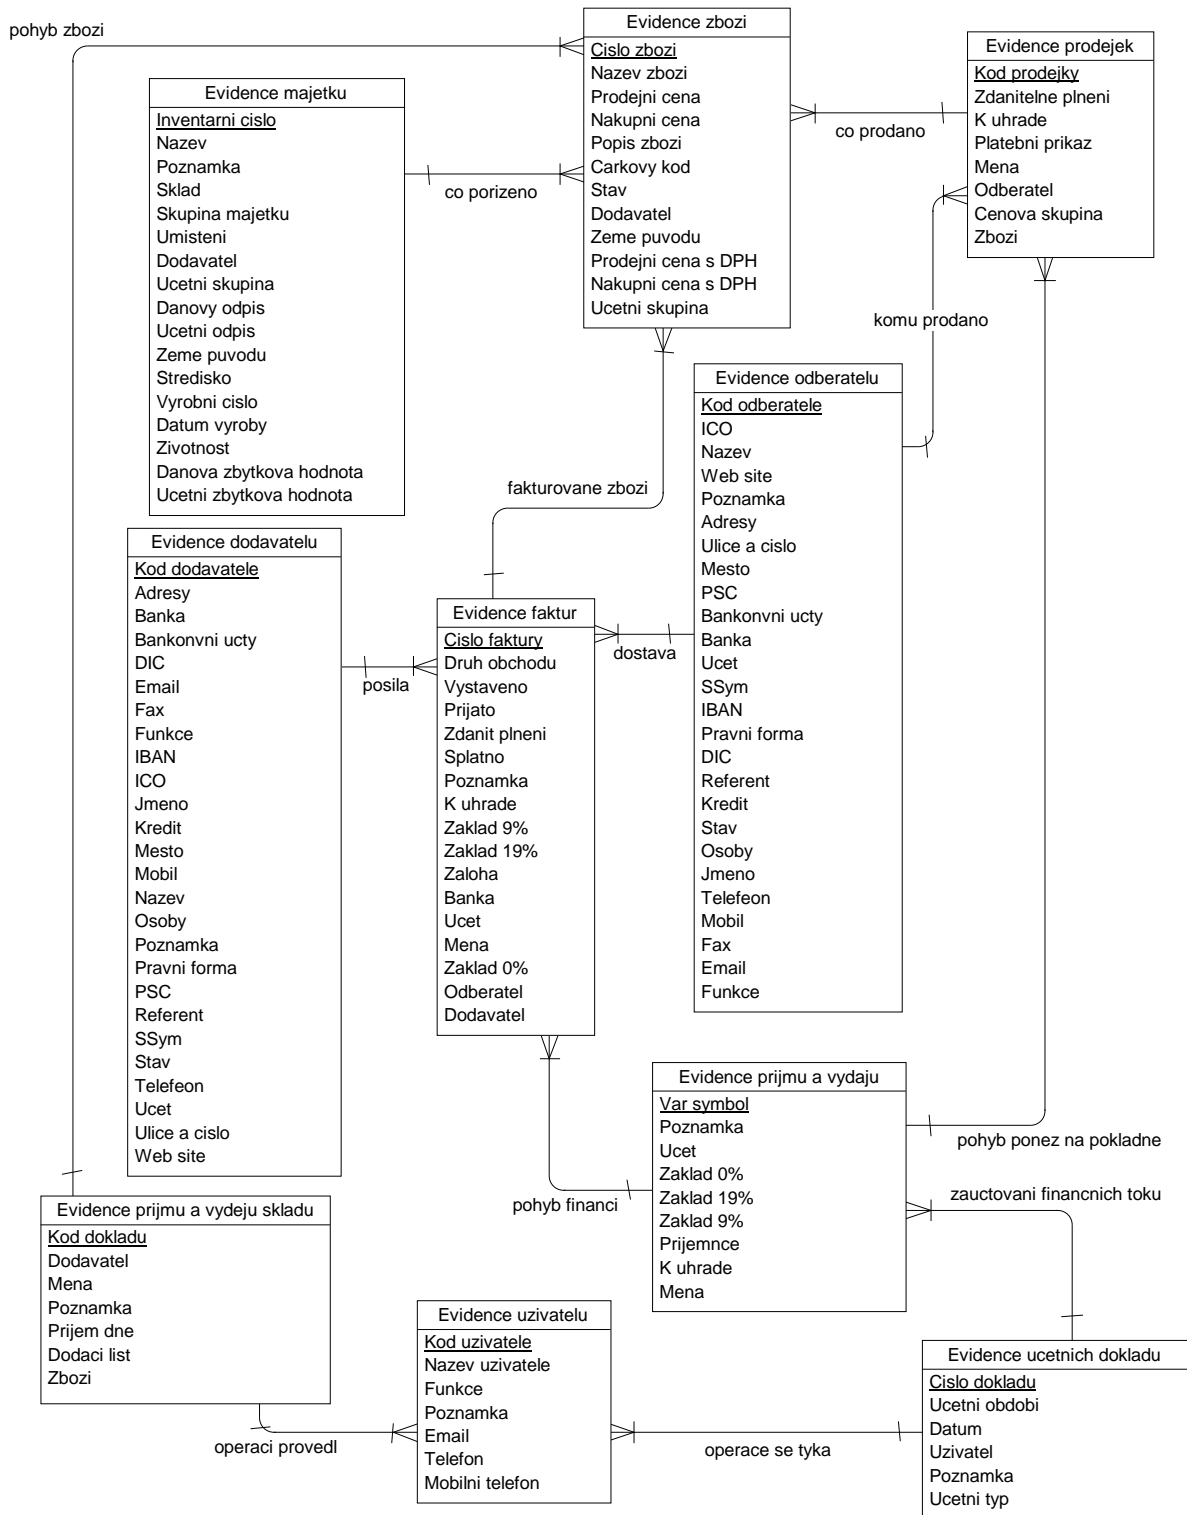 pohyb zbozi
Evidence zbozi
Cislo zbozi
Nazev zbozi
Prodejni cena
Nakupni cena
Popis zbozi
Carkovy kod
Stav
Dodavatel
Zeme puvodu
Prodejni cena s DPH
Nakupni cena s DPH
Ucetni skupina
Evidence prodejek
Kod prodejky
Zdanitelne plneni
K uhrade
Platebni prikaz
Mena
Odberatel
Cenova skupina
Zbozi
co prodano
Evidence majetku
Inventarni cislo
Nazev
Poznamka
Sklad
Skupina majetku
Umisteni
Dodavatel
Ucetni skupina
Danovy odpis
Ucetni odpis
Zeme puvodu
Stredisko
Vyrobni cislo
Datum vyroby
Zivotnost
Danova zbytkova hodnota
Ucetni zbytkova hodnota
co porizeno
komu prodano
Evidence odberatelu
Kod odberatele
ICO
Nazev
Web site
Poznamka
Adresy
Ulice a cislo
Mesto
PSC
Bankonvni ucty
Banka
Ucet
SSym
IBAN
Pravni forma
DIC
Referent
Kredit
Stav
Osoby
Jmeno
Telefeon
Mobil
Fax
Email
Funkce
fakturovane zbozi
Evidence dodavatelu
Kod dodavatele
Adresy
Banka
Bankonvni ucty
DIC
Email
Fax
Funkce
IBAN
ICO
Jmeno
Kredit
Mesto
Mobil
Nazev
Osoby
Poznamka
Pravni forma
PSC
Referent
SSym
Stav
Telefeon
Ucet
Ulice a cislo
Web site
posila
Evidence faktur
Cislo faktury
Druh obchodu
Vystaveno
Prijato
Zdanit plneni
Splatno
Poznamka
K uhrade
Zaklad 9%
Zaklad 19%
Zaloha
Banka
Ucet
Mena
Zaklad 0%
Odberatel
Dodavatel
dostava
Evidence prijmu a vydaju
Var symbol
Poznamka
Ucet
Zaklad 0%
Zaklad 19%
Zaklad 9%
Prijemnce
K uhrade
Mena
pohyb ponez na pokladne
pohyb financi
zauctovani financnich toku
Evidence prijmu a vydeju skladu
Kod dokladu
Dodavatel
Mena
Poznamka
Prijem dne
Dodaci list
Zbozi
operaci provedl
Evidence uzivatelu
Kod uzivatele
Nazev uzivatele
Funkce
Poznamka
Email
Telefon
Mobilni telefon
operace se tyka
Evidence ucetnich dokladu
Cislo dokladu
Ucetni obdobi
Datum
Uzivatel
Poznamka
Ucetni typ